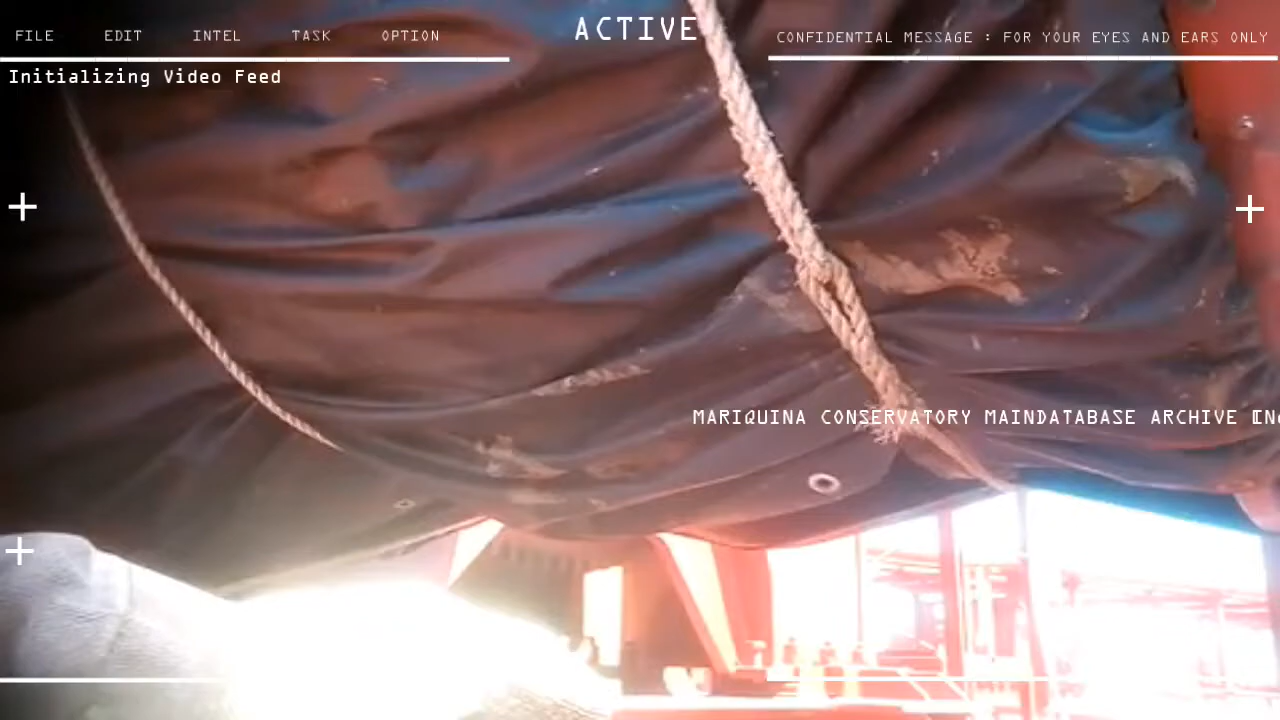 FILE EDIT INTEL TASK OPTION
ACTIVE
CONFIDENTIAL MESSAGE : FOR YOUR EYES AND EARS ONLY
Initializing Video Feed
MARIQUINA CONSERVATORY MAINDATABASE ARCHIVE